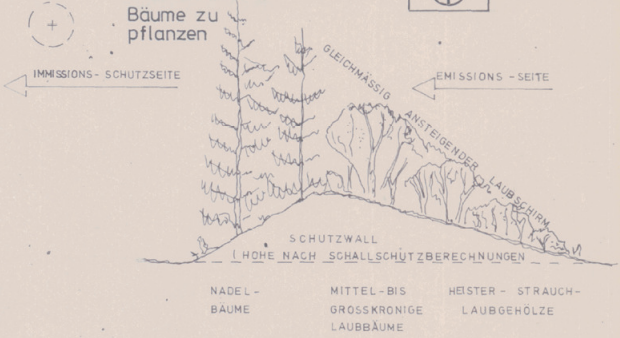 Bäume zu
pflanzen
IMMISSIONS-SCHUTZSEITE
EMISSIONS-SEITE
GLEICHMÄSSIG ANSTEIGENDER LAUBSCHIRM
SCHUTZWALL
(HÖHE NACH SCHALLSCHUTZBERECHNUNGEN
NADEL-
BÄUME
MITTEL-BIS
GROSSKRONIGE
LAUBBÄUME
HEISTER- STRAUCH-
LAUBGEHÖLZE